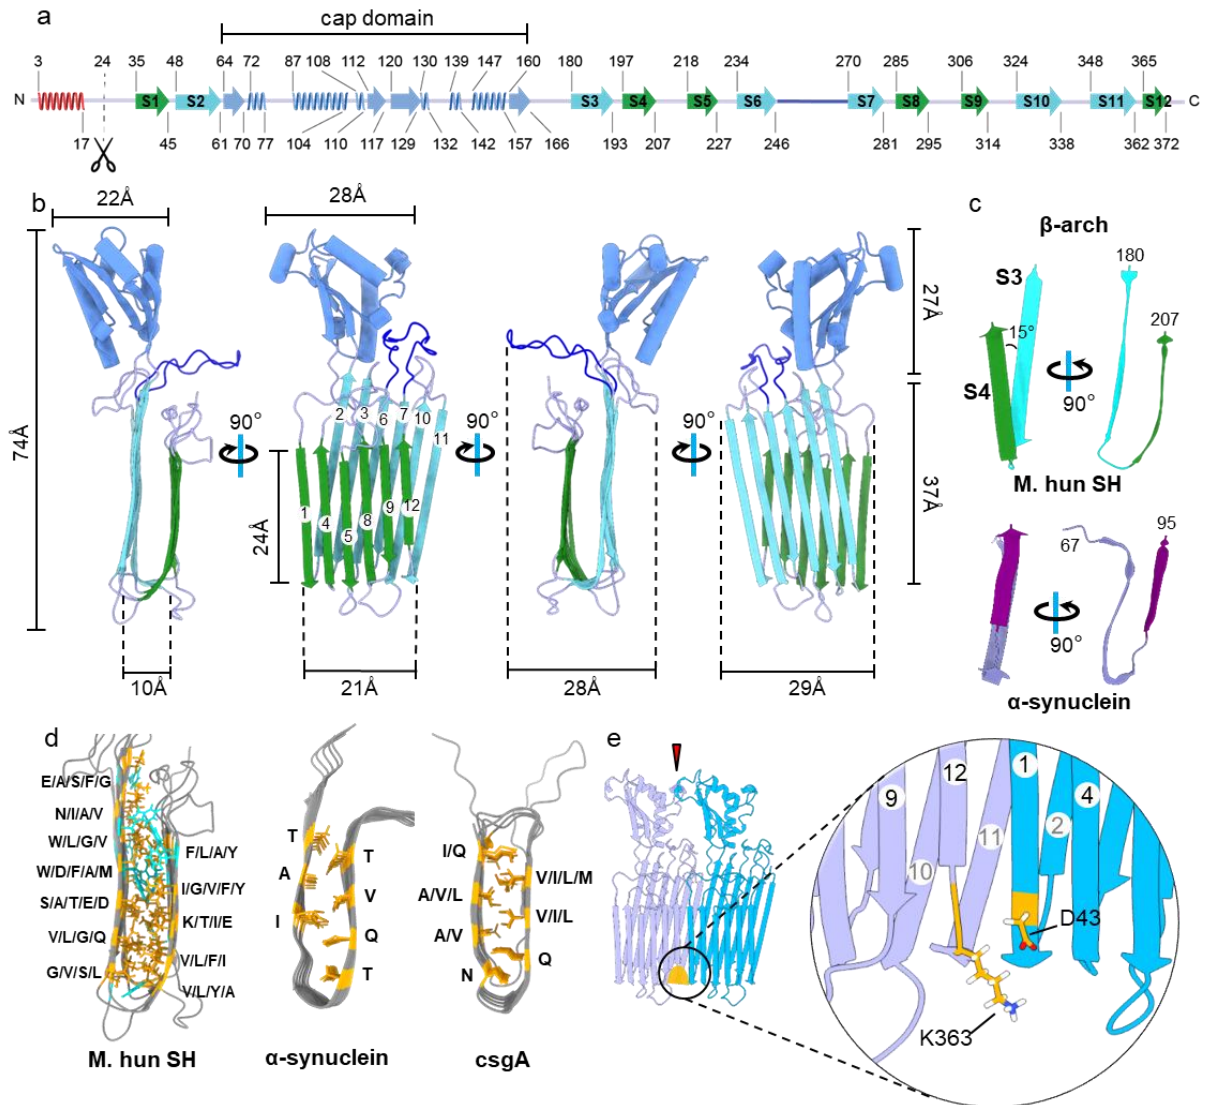 a
cap domain
3 24 35 48 64 72 87 108 112 120 130 139 147 160 180 197 218 234 270 285 306 324 348 365
N S1 S2 S3 S4 S5 S6 S7 S8 S9 S10 S11 S12 C
17 45 61 70 77 104 110 117 129 132 142 157 166 193 207 227 246 281 295 314 338 362 372
b
22Å
28Å
74Å
27Å
37Å
24Å
90°
90°
90°
2 3 6 7 10 11
1 4 5 8 9 12
10Å
21Å
28Å
29Å
c
β-arch
S3
180
S4
15°
207
90°
M. hun SH
67
95
90°
α-synuclein
d
E/A/S/F/G
N/I/A/V
W/L/G/V
W/D/F/A/M
S/A/T/E/D
V/L/G/Q
G/V/S/L
F/L/A/Y
I/G/V/F/Y
K/T/I/E
V/L/F/I
V/L/Y/A
M. hun SH
T
A
I
T
V
Q
T
α-synuclein
I/Q
A/V/L
A/V
N
V/I/L/M
V/I/L
Q
csgA
e
9
12
1
4
10
11
2
D43
K363